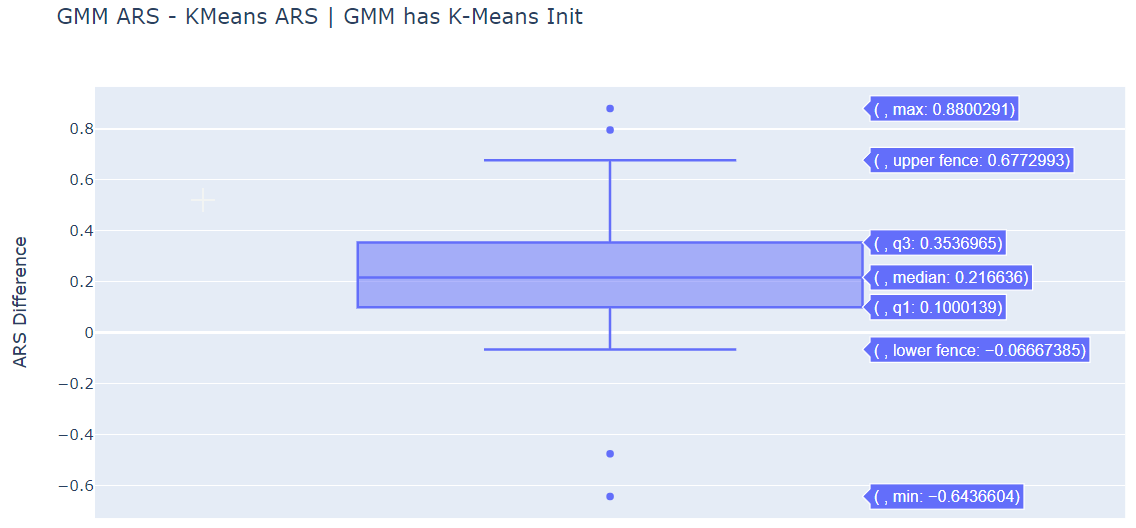 GMM ARS - KMeans ARS | GMM has K-Means Init
( , max: 0.8800291)
0.8
( , upper fence: 0.6772993)
0.6
0.4
( , q3: 0.3536965)
ARS Difference
0.2
( , median: 0.216636)
( , q1: 0.1000139)
0
( , lower fence: −0.06667385)
−0.2
−0.4
−0.6
( , min: −0.6436604)